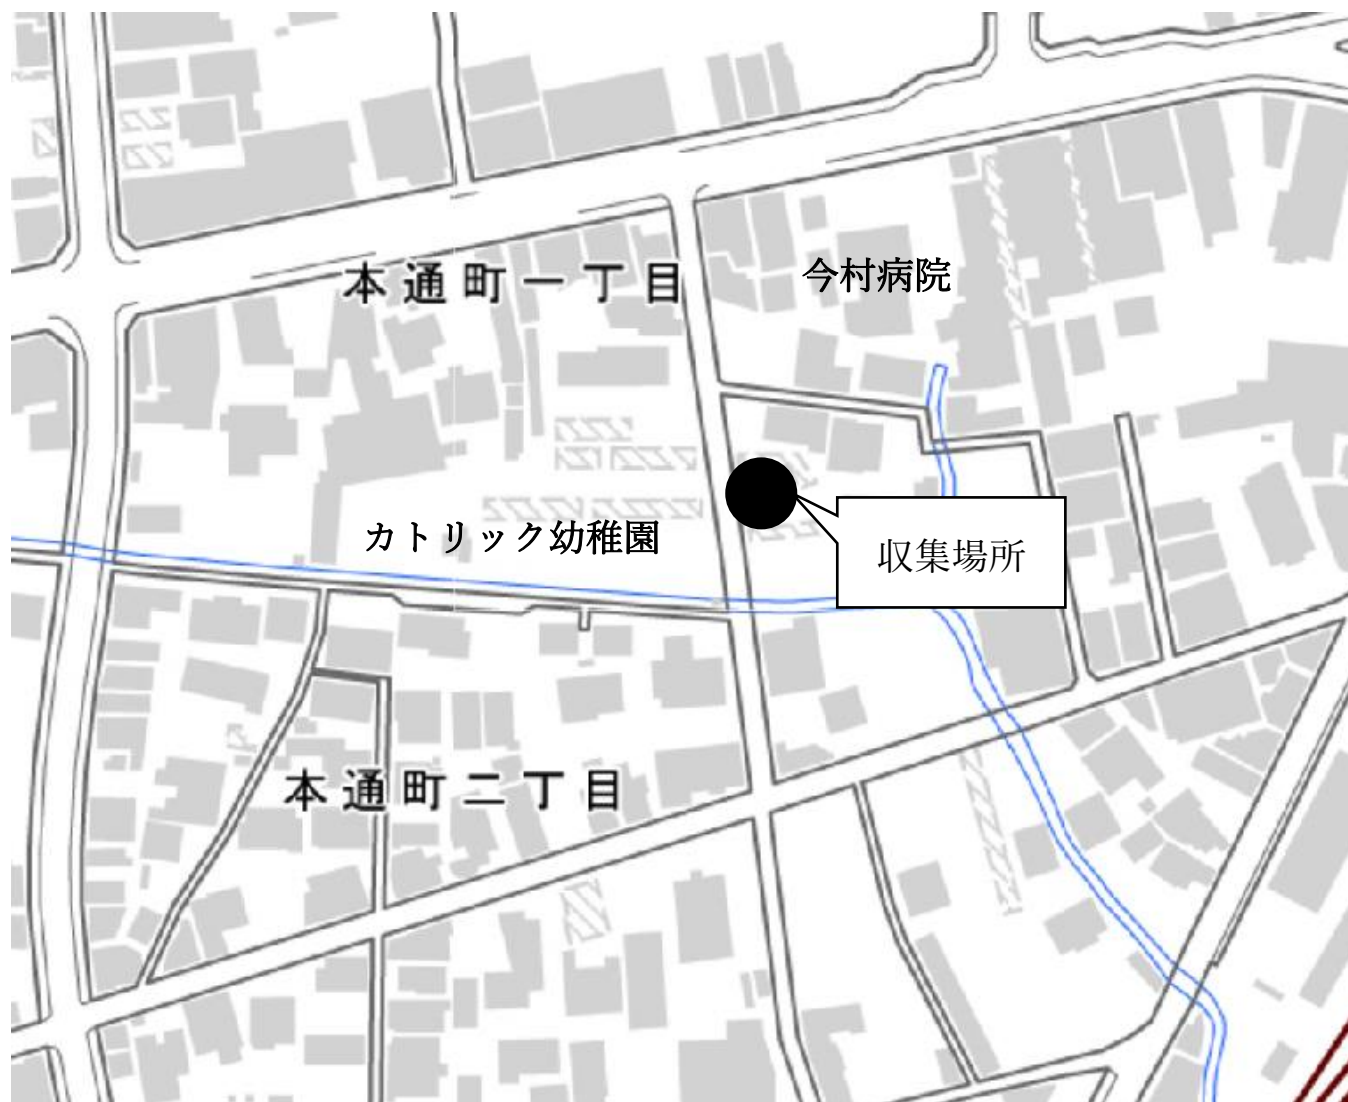 今村病院
本通町一丁目
カトリック幼稚園
収集場所
本通町二丁目